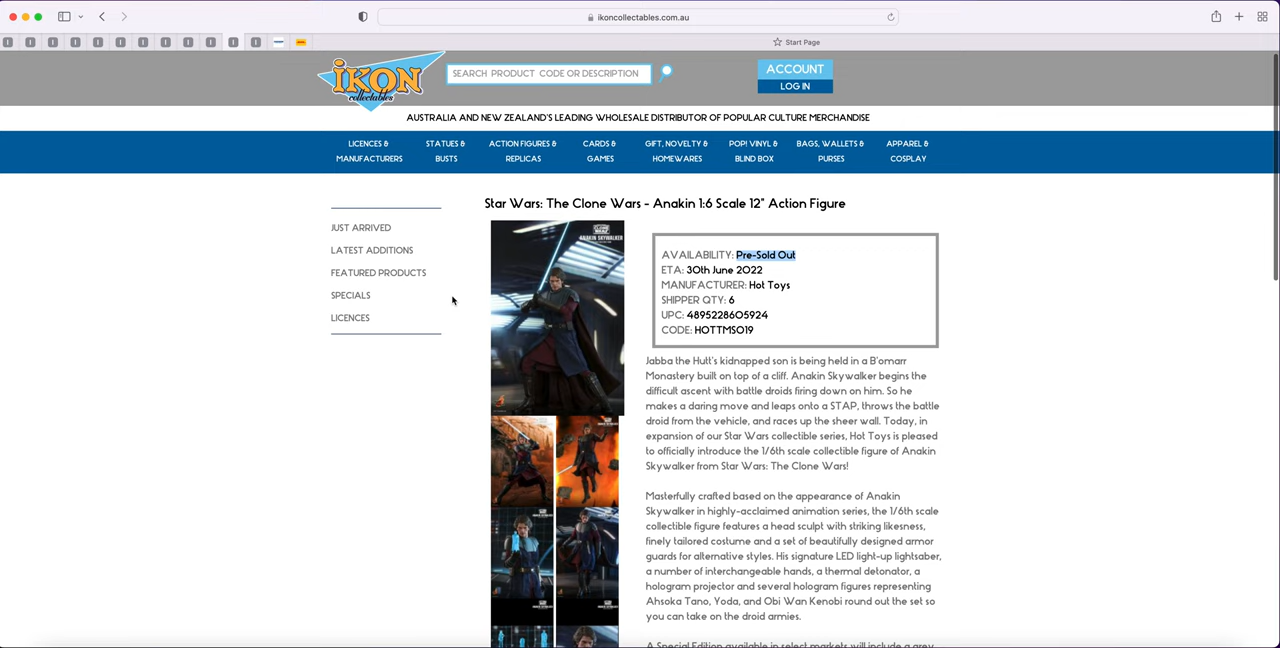 ikoncollectables.com.au
Start Page
iKON
collectables
SEARCH PRODUCT CODE OR DESCRIPTION
ACCOUNT
LOG IN
AUSTRALIA AND NEW ZEALAND'S LEADING WHOLESALE DISTRIBUTOR OF POPULAR CULTURE MERCHANDISE
LICENCES &
MANUFACTURERS
STATUES &
BUSTS
ACTION FIGURES &
REPLICAS
CARDS &
GAMES
GIFT, NOVELTY &
HOMEWARES
POP! VINYL &
BLIND BOX
BAGS, WALLETS &
PURSES
APPAREL &
COSPLAY
JUST ARRIVED
LATEST ADDITIONS
FEATURED PRODUCTS
SPECIALS
LICENCES
Star Wars: The Clone Wars - Anakin 1:6 Scale 12" Action Figure
ANAKIN SKYWALKER
AVAILABILITY: Pre-Sold Out
ETA: 30th June 2022
MANUFACTURER: Hot Toys
SHIPPER QTY: 6
UPC: 4895228605924
CODE: HOTTMS019
Jabba the Hutt's kidnapped son is being held in a B'omarr
Monastery built on top of a cliff. Anakin Skywalker begins the
difficult ascent with battle droids firing down on him. So he
makes a daring move and leaps onto a STAP, throws the battle
droid from the vehicle, and races up the sheer wall. Today, in
expansion of our Star Wars collectible series, Hot Toys is pleased
to officially introduce the 1/6th scale collectible figure of Anakin
Skywalker from Star Wars: The Clone Wars!
Masterfully crafted based on the appearance of Anakin
Skywalker in highly-acclaimed animation series, the 1/6th scale
collectible figure features a head sculpt with striking likesness,
finely tailored costume and a set of beautifully designed armor
guards for alternative styles. His signature LED light-up lightsaber,
a number of interchangeable hands, a thermal detonator, a
hologram projector and several hologram figures representing
Ahsoka Tano, Yoda, and Obi Wan Kenobi round out the set so
you can take on the droid armies.
A Special Edition available in select markets will include a grey